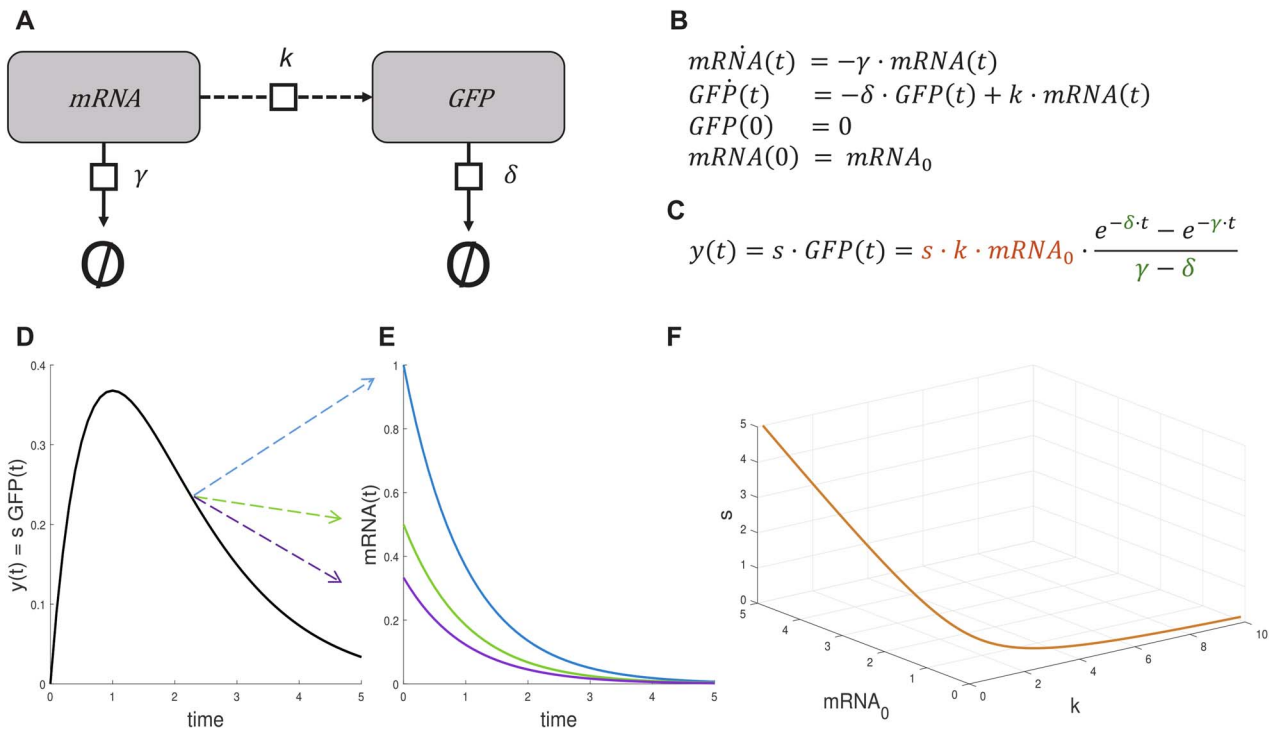 A
mRNA
k
GFP
γ
δ
∅
∅
B
mRṄA(t) = −γ · mRNA(t)
GFṖ(t) = −δ · GFP(t) + k · mRNA(t)
GFP(0) = 0
mRNA(0) = mRNA₀
C
y(t) = s · GFP(t) = s · k · mRNA₀ · (e^{−δ·t} − e^{−γ·t}) / (γ − δ)
D
y(t) = s GFP(t)
0.4
0.3
0.2
0.1
0
0 1 2 3 4 5
time
E
mRNA(t)
1
0.8
0.6
0.4
0.2
0
0 1 2 3 4 5
time
F
s
5
4
3
2
1
0
5
4
3
2
1
0
mRNA₀
0
2
4
6
8
10
k